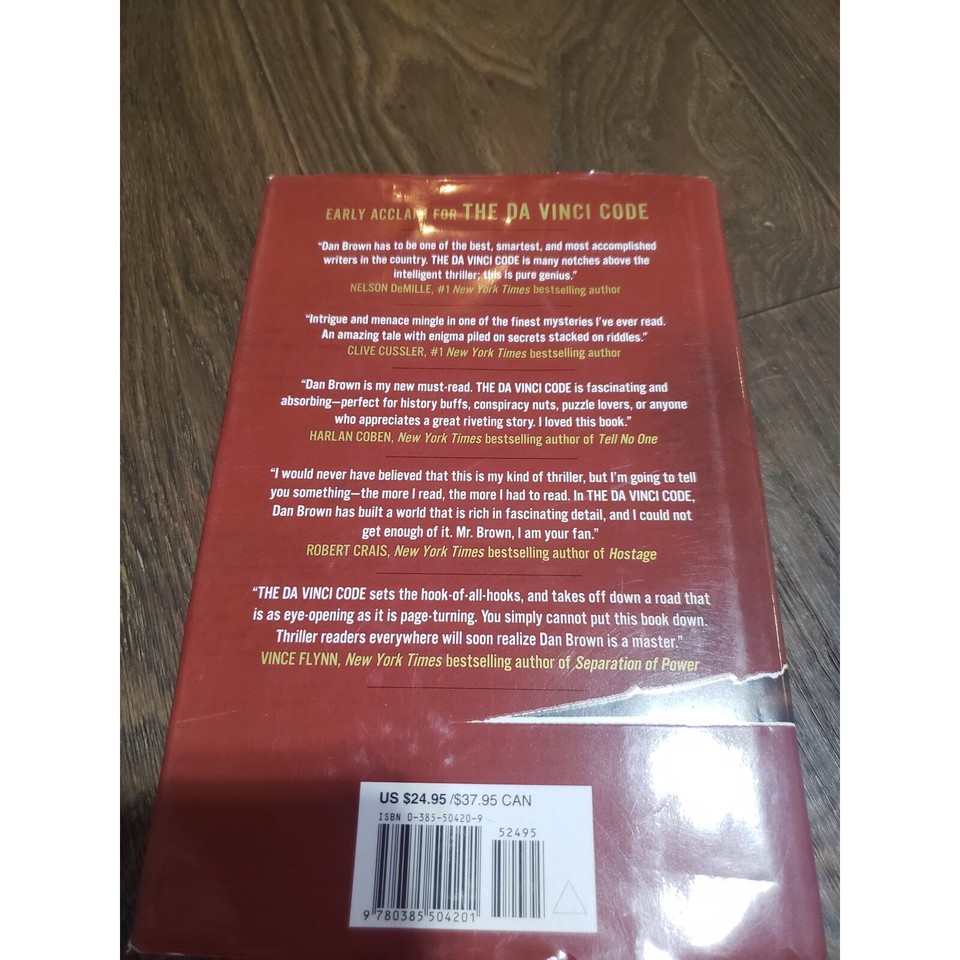 EARLY ACCLAIM FOR THE DA VINCI CODE
“Dan Brown has to be one of the best, smartest, and most accomplished
writers in the country. THE DA VINCI CODE is many notches above the
intelligent thriller; this is pure genius.”
NELSON DeMILLE, #1 New York Times bestselling author
“Intrigue and menace mingle in one of the finest mysteries I’ve ever read.
An amazing tale with enigma piled on secrets stacked on riddles.”
CLIVE CUSSLER, #1 New York Times bestselling author
“Dan Brown is my new must-read. THE DA VINCI CODE is fascinating and
absorbing—perfect for history buffs, conspiracy nuts, puzzle lovers, or anyone
who appreciates a great riveting story. I loved this book.”
HARLAN COBEN, New York Times bestselling author of Tell No One
“I would never have believed that this is my kind of thriller, but I’m going to tell
you something—the more I read, the more I had to read. In THE DA VINCI CODE,
Dan Brown has built a world that is rich in fascinating detail, and I could not
get enough of it. Mr. Brown, I am your fan.”
ROBERT CRAIS, New York Times bestselling author of Hostage
“THE DA VINCI CODE sets the hook-of-all-hooks, and takes off down a road that
is as eye-opening as it is page-turning. You simply cannot put this book down.
Thriller readers everywhere will soon realize Dan Brown is a master.”
VINCE FLYNN, New York Times bestselling author of Separation of Power
US $24.95 /$37.95 CAN
ISBN 0-385-50420-9
52495
9 780385 504201